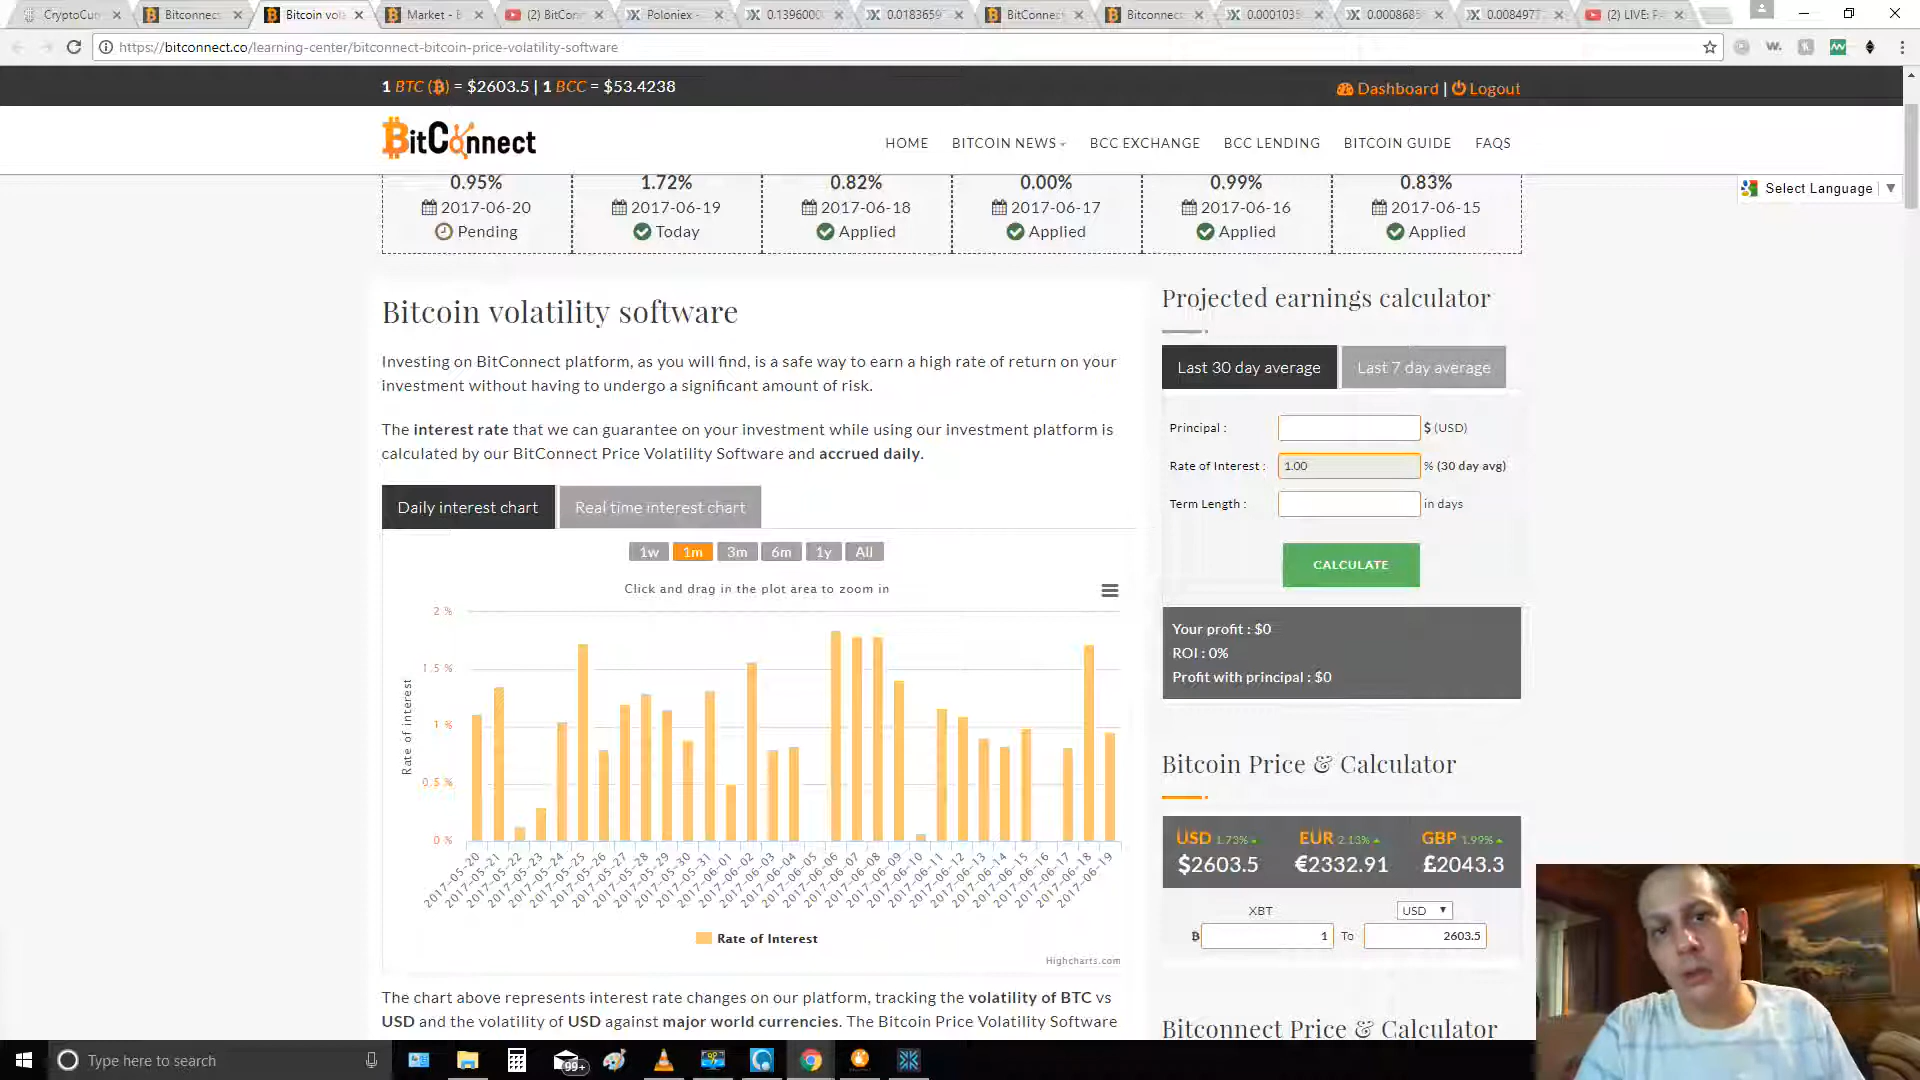 CryptoCur
Bitconnec
Bitcoin vola
Market - B
(2) BitCon
Poloniex -
0.1396000
0.0183659
BitConnec
Bitconnec
0.0001035
0.0008685
0.0084977
(2) LIVE: P
https://bitconnect.co/learning-center/bitconnect-bitcoin-price-volatility-software
1 BTC (₿) = $2603.5 | 1 BCC = $53.4238
Dashboard | Logout
BitConnect
HOME BITCOIN NEWS BCC EXCHANGE BCC LENDING BITCOIN GUIDE FAQS
Select Language ▼
0.95% 1.72% 0.82% 0.00% 0.99% 0.83%
2017-06-20 2017-06-19 2017-06-18 2017-06-17 2017-06-16 2017-06-15
Pending Today Applied Applied Applied Applied
Bitcoin volatility software
Investing on BitConnect platform, as you will find, is a safe way to earn a high rate of return on your
investment without having to undergo a significant amount of risk.
The interest rate that we can guarantee on your investment while using our investment platform is
calculated by our BitConnect Price Volatility Software and accrued daily.
Daily interest chart Real time interest chart
1w 1m 3m 6m 1y All
Click and drag in the plot area to zoom in
Rate of interest
2 %
1.5 %
1 %
0.5 %
0 %
2017-05-20 2017-05-21 2017-05-22 2017-05-23 2017-05-24 2017-05-25 2017-05-26 2017-05-27 2017-05-28 2017-05-29 2017-05-30 2017-05-31 2017-06-01 2017-06-02 2017-06-03 2017-06-04 2017-06-05 2017-06-06 2017-06-07 2017-06-08 2017-06-09 2017-06-10 2017-06-11 2017-06-12 2017-06-13 2017-06-14 2017-06-15 2017-06-16 2017-06-17 2017-06-18 2017-06-19
Rate of Interest
Highcharts.com
The chart above represents interest rate changes on our platform, tracking the volatility of BTC vs
USD and the volatility of USD against major world currencies. The Bitcoin Price Volatility Software
Projected earnings calculator
Last 30 day average Last 7 day average
Principal : $ (USD)
Rate of Interest : 1.00 % (30 day avg)
Term Length : in days
CALCULATE
Your profit : $0
ROI : 0%
Profit with principal : $0
Bitcoin Price & Calculator
USD 1.73% EUR 2.13% GBP 1.99%
$2603.5 €2332.91 £2043.3
XBT USD
₿ 1 To 2603.5
Bitconnect Price & Calculator
Type here to search
99+